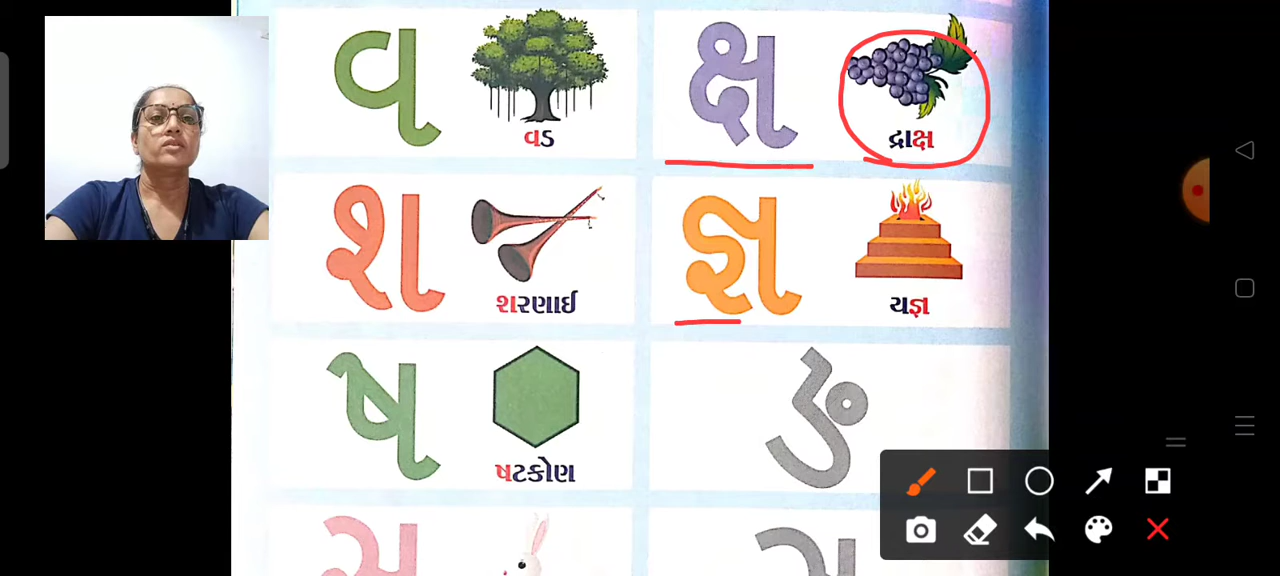 વ
વડ
ક્ષ
દ્રાક્ષ
શ
શરણાઈ
જ્ઞ
યજ્ઞ
ષ
ષટકોણ
ઙ
સ